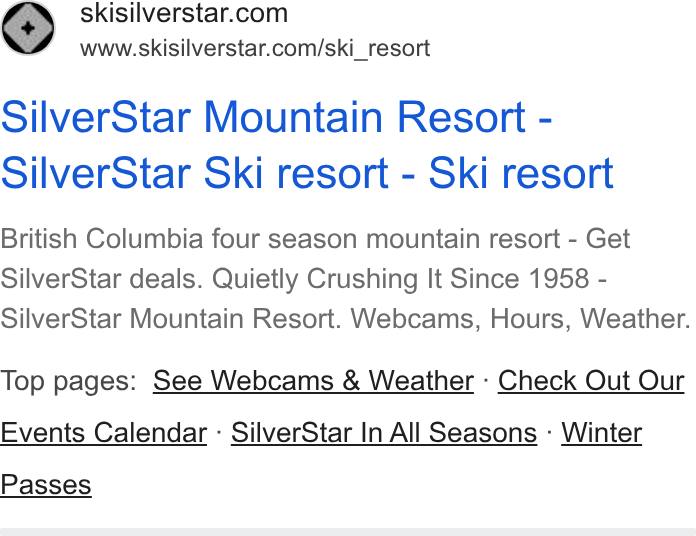 skisilverstar.com
www.skisilverstar.com/ski_resort
SilverStar Mountain Resort -
SilverStar Ski resort - Ski resort
British Columbia four season mountain resort - Get
SilverStar deals. Quietly Crushing It Since 1958 -
SilverStar Mountain Resort. Webcams, Hours, Weather.
Top pages: See Webcams & Weather · Check Out Our
Events Calendar · SilverStar In All Seasons · Winter
Passes